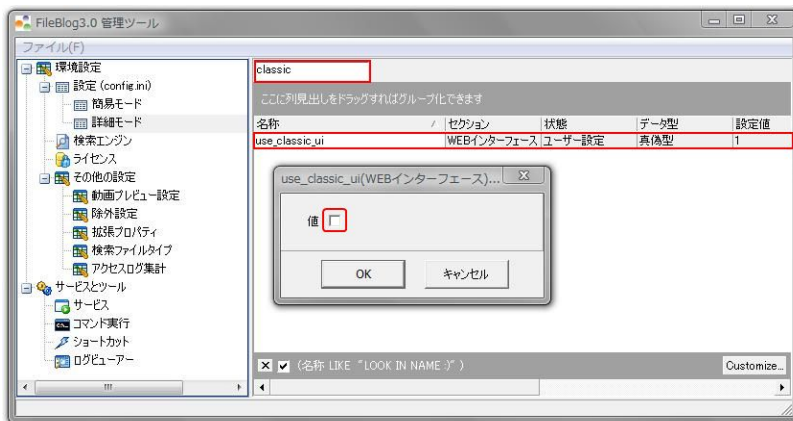 FileBlog3.0 管理ツール
ファイル(F)
環境設定
設定 (config.ini)
簡易モード
詳細モード
検索エンジン
ライセンス
その他の設定
動画プレビュー設定
除外設定
拡張プロパティ
検索ファイルタイプ
アクセスログ集計
サービスとツール
サービス
コマンド実行
ショートカット
ログビューアー
classic
ここに列見出しをドラッグすればグループ化できます
名称 セクション 状態 データ型 設定値
use_classic_ui WEBインターフェース ユーザー設定 真偽型 1
use_classic_ui(WEBインターフェース)...
値
OK キャンセル
(名称 LIKE "LOOK IN NAME :)" ) Customize...